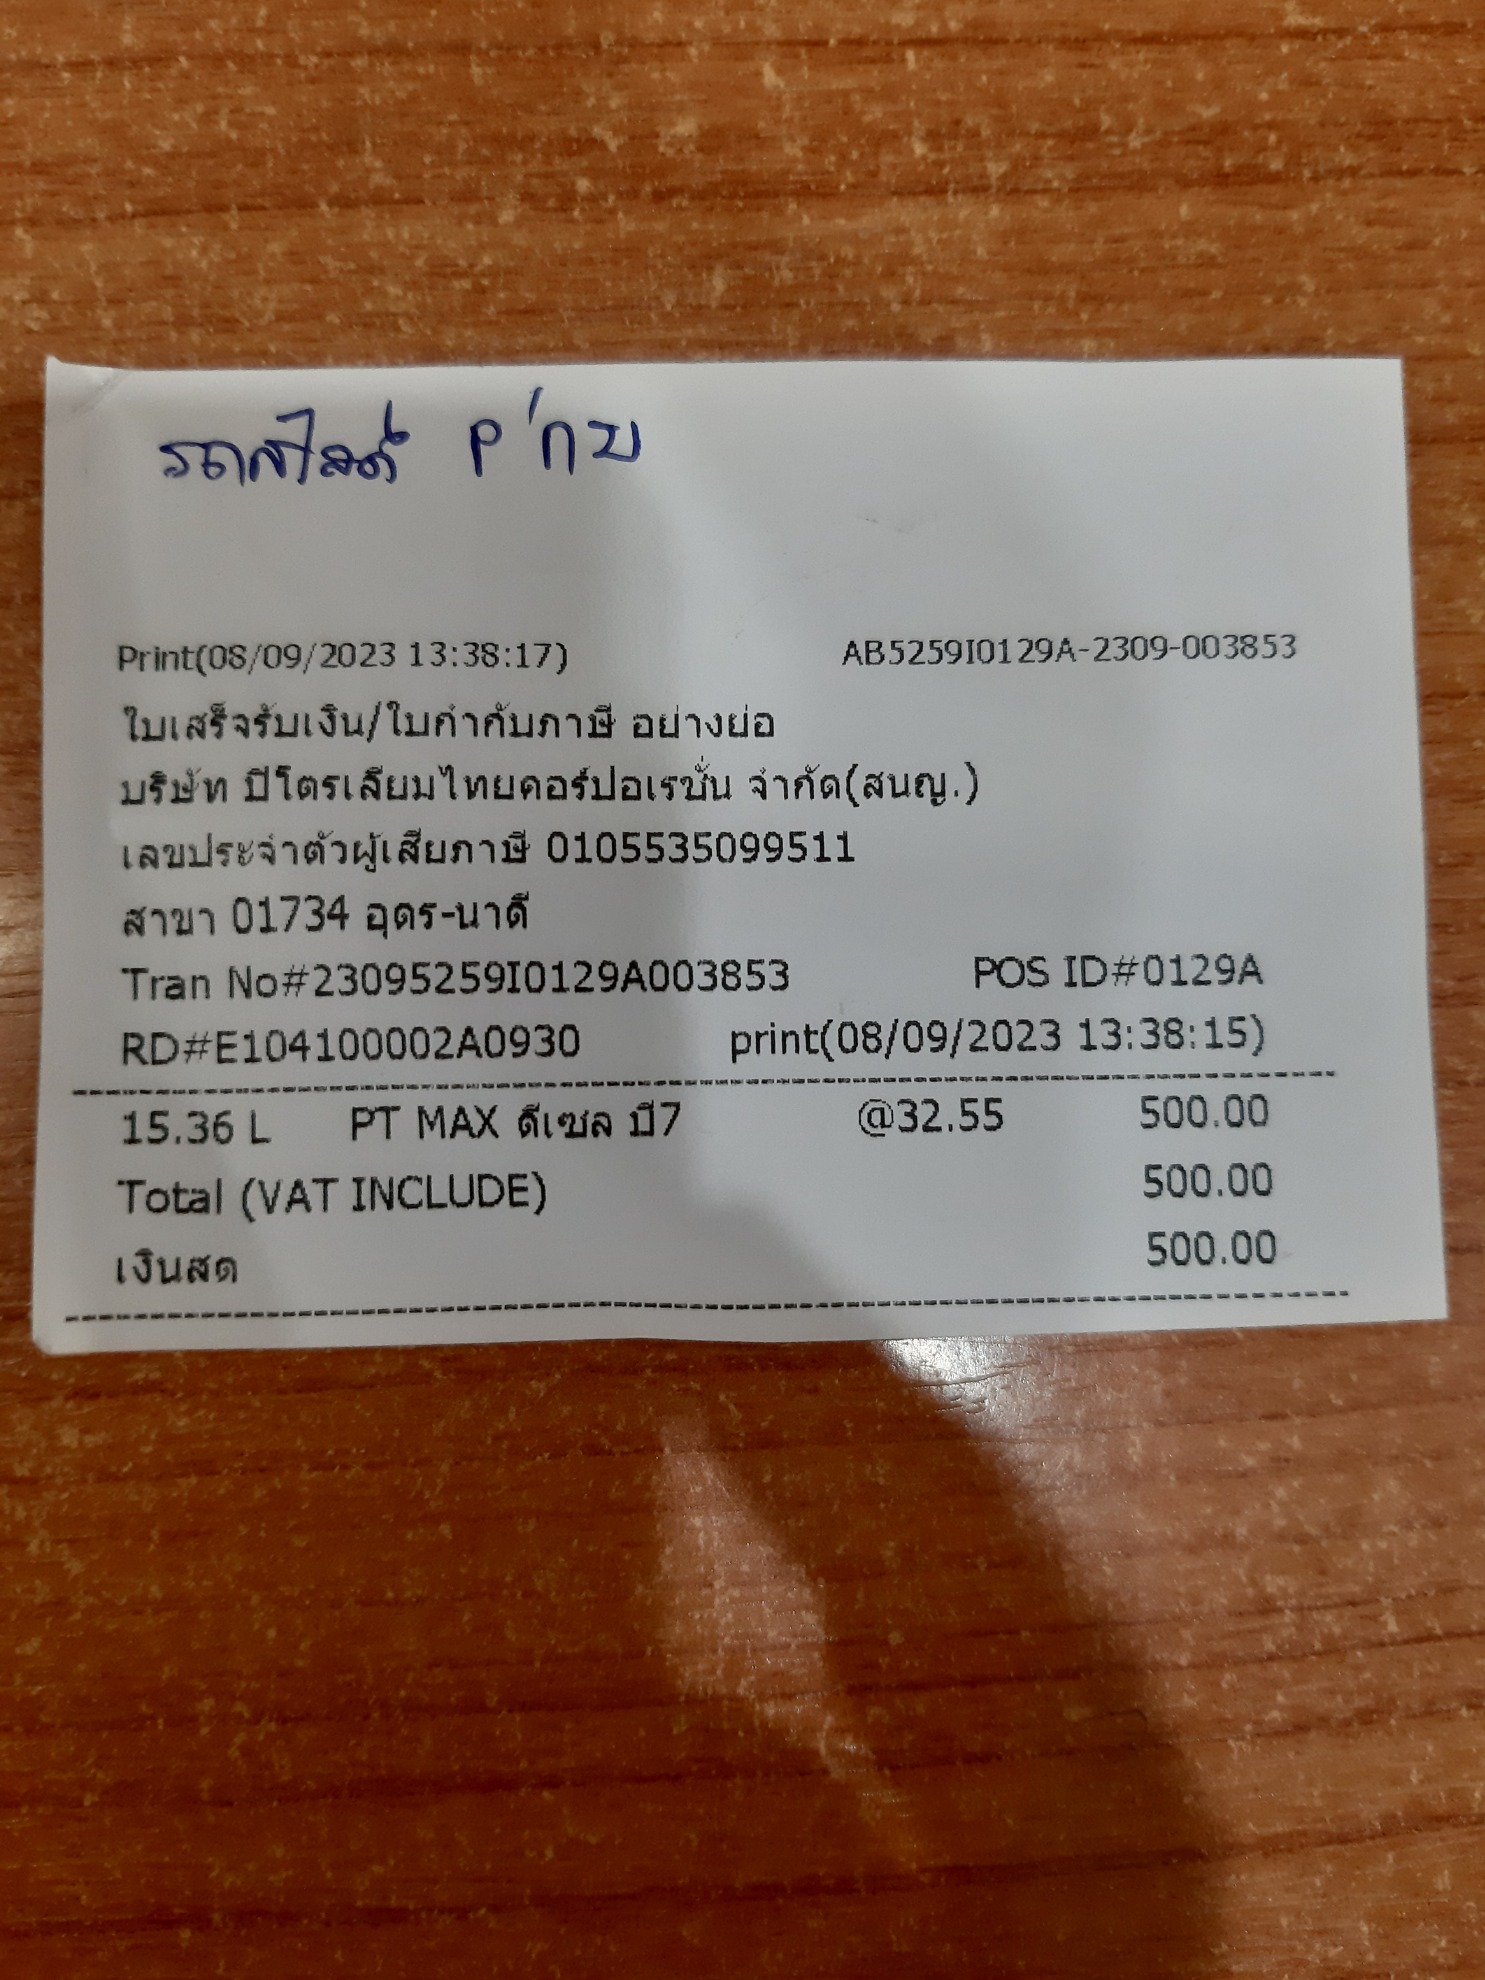 รถสไลด์ P'กบ
Print(08/09/2023 13:38:17) AB5259I0129A-2309-003853
ใบเสร็จรับเงิน/ใบกำกับภาษี อย่างย่อ
บริษัท ปิโตรเลียมไทยคอร์ปอเรชั่น จำกัด(สนญ.)
เลขประจำตัวผู้เสียภาษี 0105535099511
สาขา 01734 อุดร-นาดี
Tran No#23095259I0129A003853 POS ID#0129A
RD#E104100002A0930 print(08/09/2023 13:38:15)
15.36 L PT MAX ดีเซล บี7 @32.55 500.00
Total (VAT INCLUDE) 500.00
เงินสด 500.00